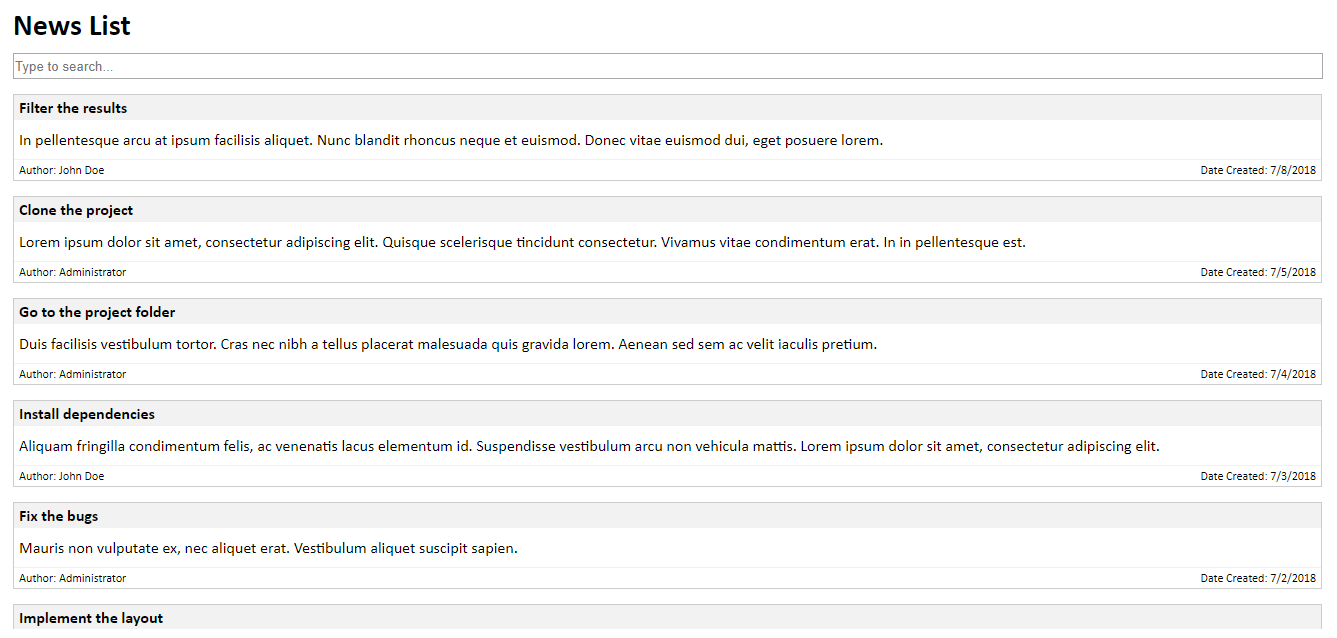 News List
Type to search...
Filter the results
In pellentesque arcu at ipsum facilisis aliquet. Nunc blandit rhoncus neque et euismod. Donec vitae euismod dui, eget posuere lorem.
Author: John Doe Date Created: 7/8/2018
Clone the project
Lorem ipsum dolor sit amet, consectetur adipiscing elit. Quisque scelerisque tincidunt consectetur. Vivamus vitae condimentum erat. In in pellentesque est.
Author: Administrator Date Created: 7/5/2018
Go to the project folder
Duis facilisis vestibulum tortor. Cras nec nibh a tellus placerat malesuada quis gravida lorem. Aenean sed sem ac velit iaculis pretium.
Author: Administrator Date Created: 7/4/2018
Install dependencies
Aliquam fringilla condimentum felis, ac venenatis lacus elementum id. Suspendisse vestibulum arcu non vehicula mattis. Lorem ipsum dolor sit amet, consectetur adipiscing elit.
Author: John Doe Date Created: 7/3/2018
Fix the bugs
Mauris non vulputate ex, nec aliquet erat. Vestibulum aliquet suscipit sapien.
Author: Administrator Date Created: 7/2/2018
Implement the layout